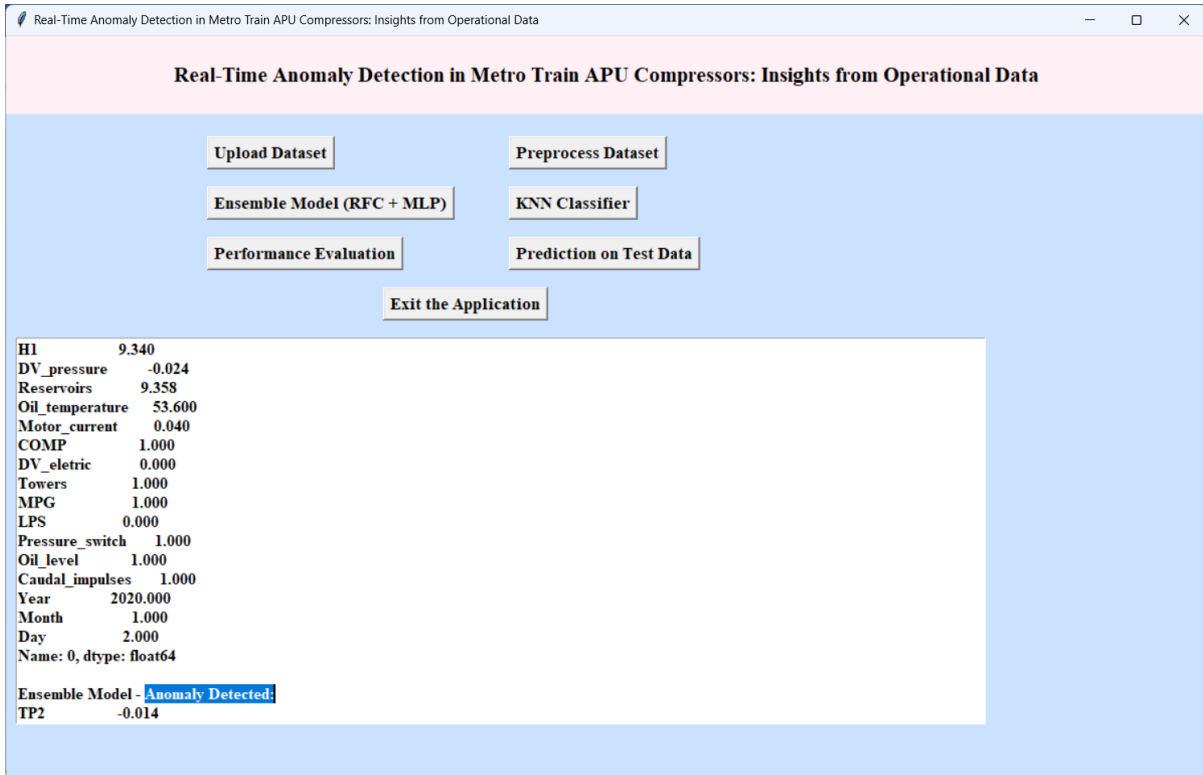 Real-Time Anomaly Detection in Metro Train APU Compressors: Insights from Operational Data
Real-Time Anomaly Detection in Metro Train APU Compressors: Insights from Operational Data
Upload Dataset
Preprocess Dataset
Ensemble Model (RFC + MLP)
KNN Classifier
Performance Evaluation
Prediction on Test Data
Exit the Application
H1 9.340
DV_pressure -0.024
Reservoirs 9.358
Oil_temperature 53.600
Motor_current 0.040
COMP 1.000
DV_eletric 0.000
Towers 1.000
MPG 1.000
LPS 0.000
Pressure_switch 1.000
Oil_level 1.000
Caudal_impulses 1.000
Year 2020.000
Month 1.000
Day 2.000
Name: 0, dtype: float64
Ensemble Model - Anomaly Detected:
TP2 -0.014